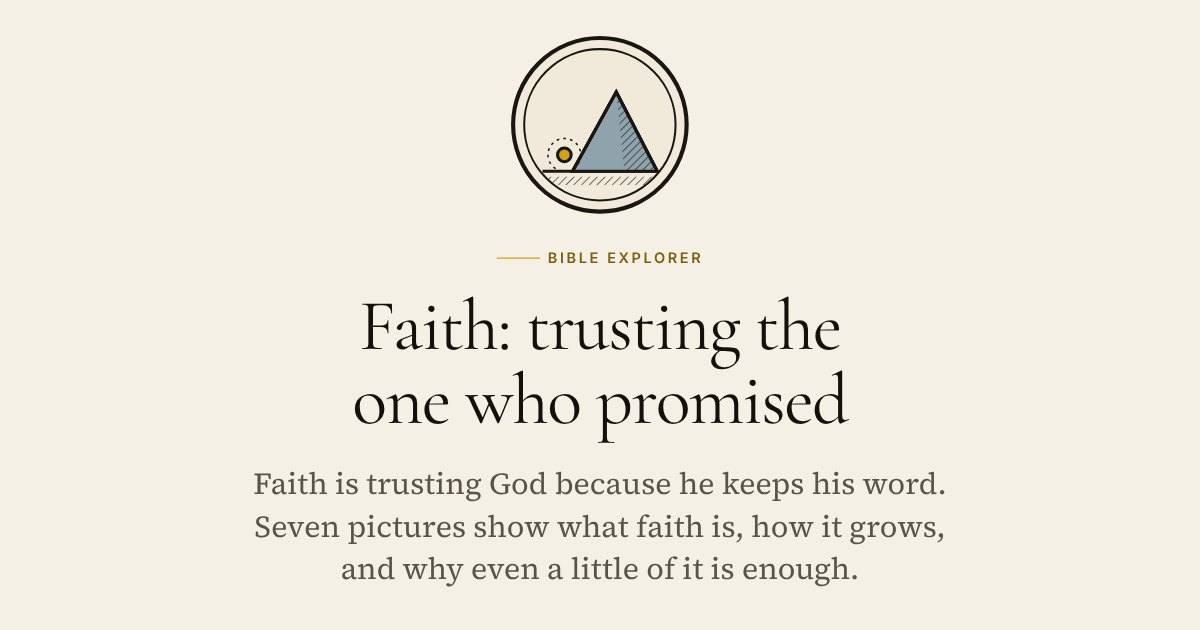 BIBLE EXPLORER
Faith: trusting the
one who promised
Faith is trusting God because he keeps his word.
Seven pictures show what faith is, how it grows,
and why even a little of it is enough.